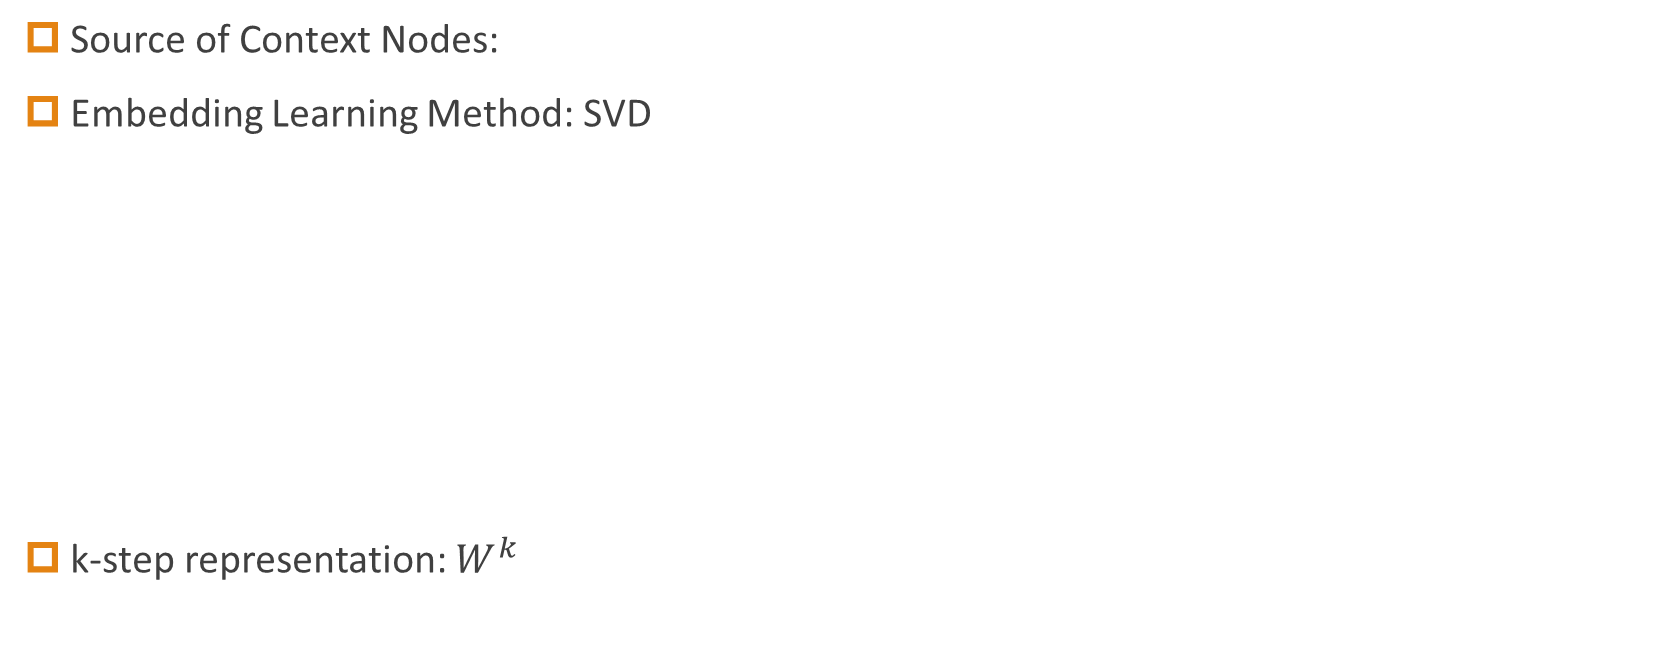 Source of Context Nodes:
Embedding Learning Method: SVD
k-step representation: W^k